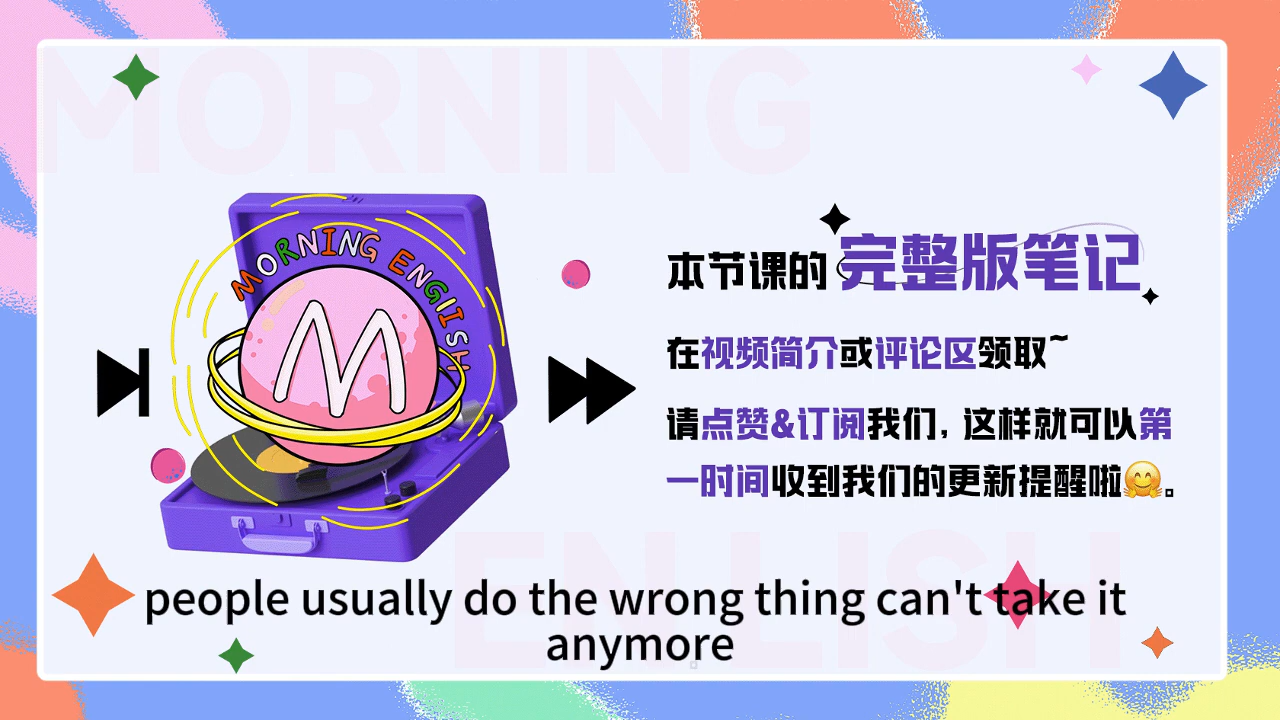 MORNING
MORNING ENGlISH
M
本节课的 完整版笔记
在视频简介或评论区领取~
请点赞&订阅我们, 这样就可以第
一时间收到我们的更新提醒啦🤗。
people usually do the wrong thing can't take it
anymore